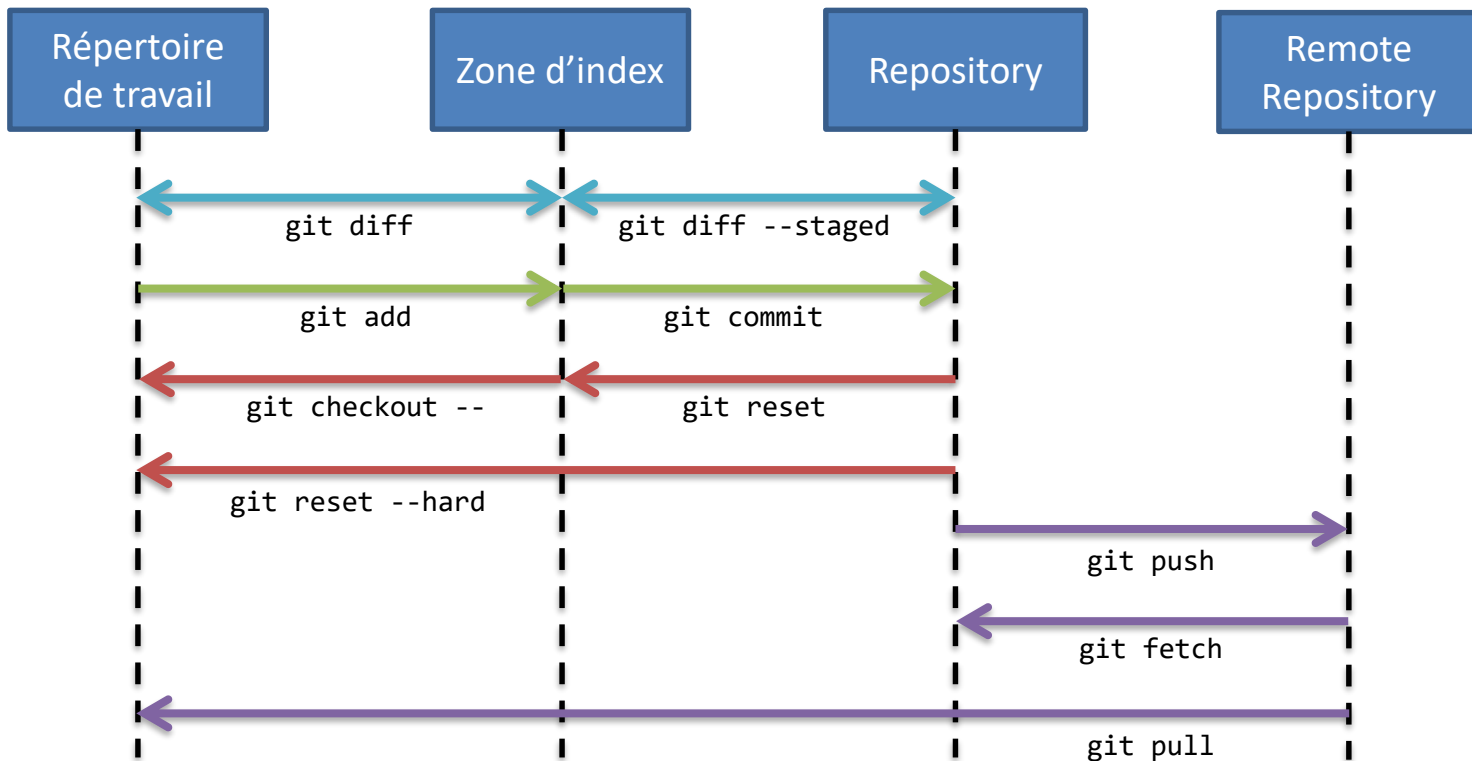 Répertoire
de travail
Zone d’index
Repository
Remote
Repository
git diff
git diff --staged
git add
git commit
git checkout --
git reset
git reset --hard
git push
git fetch
git pull